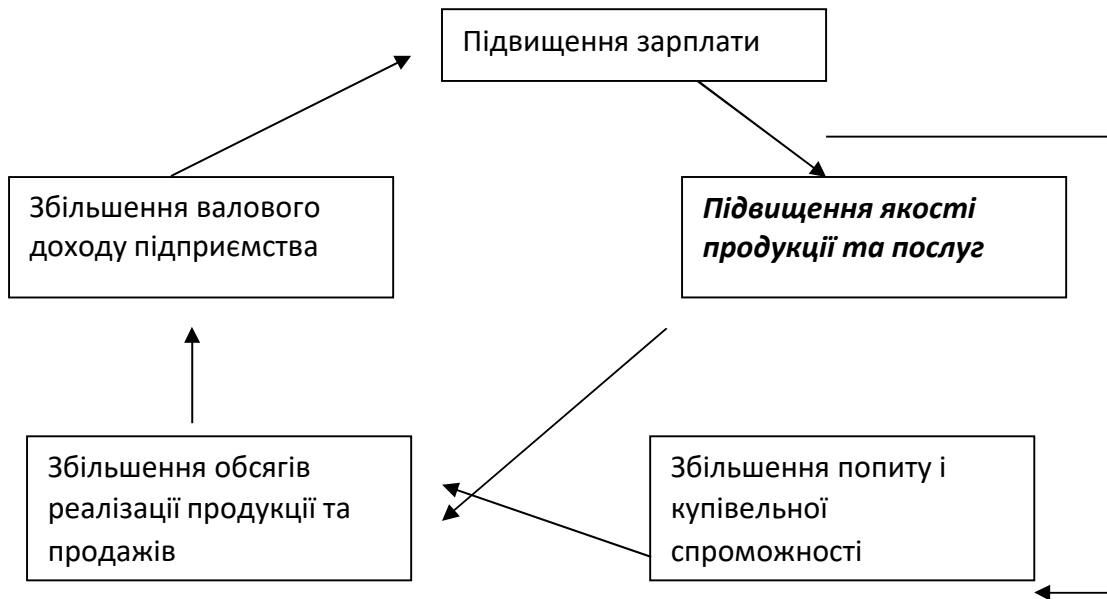 Підвищення зарплати
Збільшення валового
доходу підприємства
Підвищення якості
продукції та послуг
Збільшення обсягів
реалізації продукції та
продажів
Збільшення попиту і
купівельної
спроможності